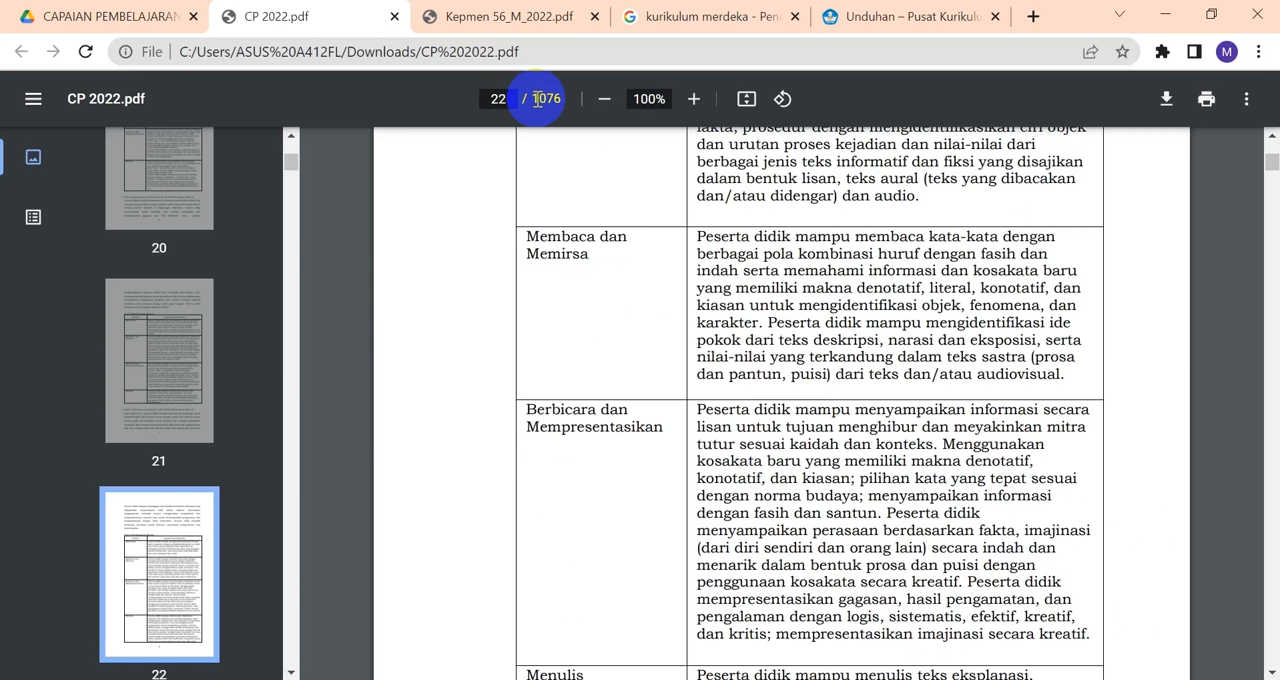 CAPAIAN PEMBELAJARAN
CP 2022.pdf
Kepmen 56_M_2022.pdf
kurikulum merdeka - Pen
Unduhan – Pusat Kurikulu
File
C:/Users/ASUS%20A412FL/Downloads/CP%202022.pdf
M
CP 2022.pdf
22 / 1076
100%
20
21
22
fakta, prosedur dengan mengidentifikasikan ciri objek
dan urutan proses kejadian dan nilai-nilai dari
berbagai jenis teks informatif dan fiksi yang disajikan
dalam bentuk lisan, teks aural (teks yang dibacakan
dan/atau didengar) dan audio.
Membaca dan
Memirsa
Peserta didik mampu membaca kata-kata dengan
berbagai pola kombinasi huruf dengan fasih dan
indah serta memahami informasi dan kosakata baru
yang memiliki makna denotatif, literal, konotatif, dan
kiasan untuk mengidentifikasi objek, fenomena, dan
karakter. Peserta didik mampu mengidentifikasi ide
pokok dari teks deskripsi, narasi dan eksposisi, serta
nilai-nilai yang terkandung dalam teks sastra (prosa
dan pantun, puisi) dari teks dan/atau audiovisual.
Berbicara dan
Mempresentasikan
Peserta didik mampu menyampaikan informasi secara
lisan untuk tujuan menghibur dan meyakinkan mitra
tutur sesuai kaidah dan konteks. Menggunakan
kosakata baru yang memiliki makna denotatif,
konotatif, dan kiasan; pilihan kata yang tepat sesuai
dengan norma budaya; menyampaikan informasi
dengan fasih dan santun. Peserta didik
menyampaikan perasaan berdasarkan fakta, imajinasi
(dari diri sendiri dan orang lain) secara indah dan
menarik dalam bentuk prosa dan puisi dengan
penggunaan kosakata secara kreatif. Peserta didik
mempresentasikan gagasan, hasil pengamatan, dan
pengalaman dengan logis, sistematis, efektif, kreatif,
dan kritis; mempresentasikan imajinasi secara kreatif.
Menulis
Peserta didik mampu menulis teks eksplanasi,